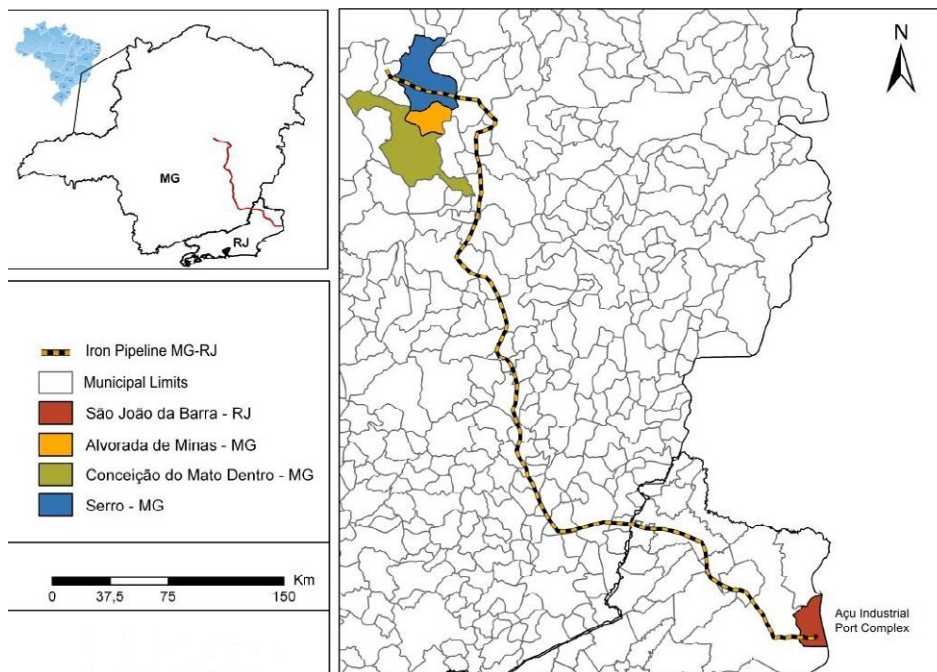 MG
RJ
N
Iron Pipeline MG-RJ
Municipal Limits
São João da Barra - RJ
Alvorada de Minas - MG
Conceição do Mato Dentro - MG
Serro - MG
Km
0 37,5 75 150
Açu Industrial
Port Complex